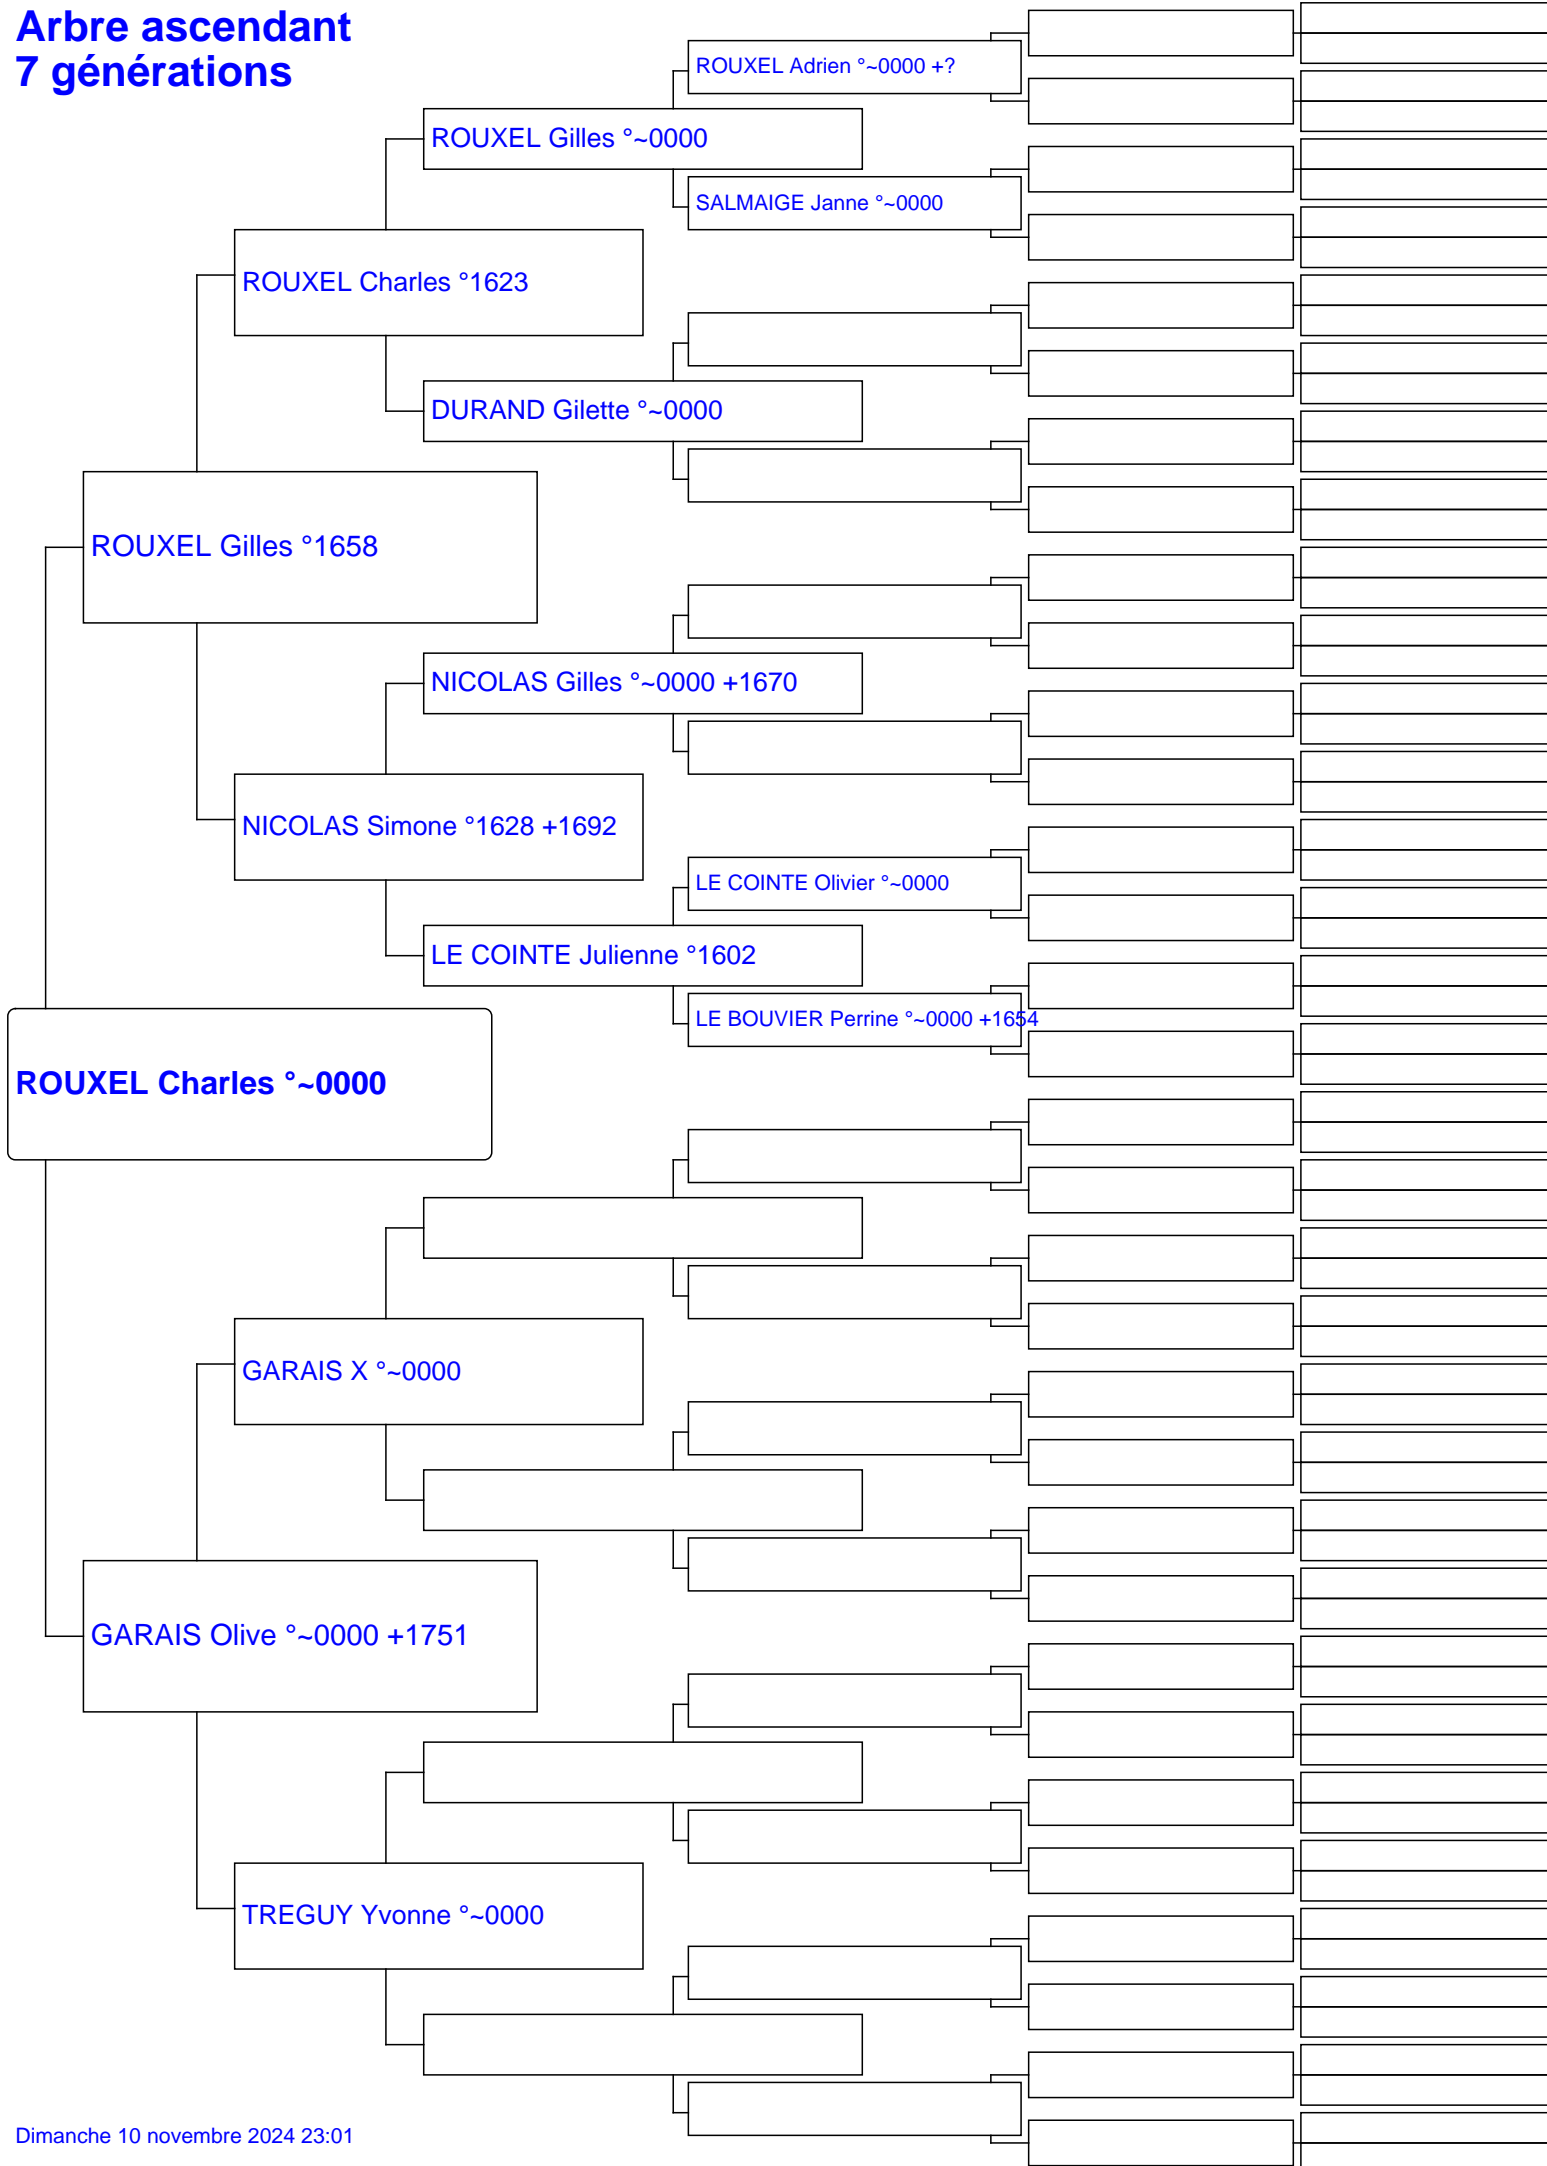 Arbre ascendant
7 générations
ROUXEL Adrien °~0000 +?
ROUXEL Gilles °~0000
SALMAIGE Janne °~0000
ROUXEL Charles °1623
DURAND Gilette °~0000
ROUXEL Gilles °1658
NICOLAS Gilles °~0000 +1670
NICOLAS Simone °1628 +1692
LE COINTE Olivier °~0000
LE COINTE Julienne °1602
LE BOUVIER Perrine °~0000 +1654
ROUXEL Charles °~0000
GARAIS X °~0000
GARAIS Olive °~0000 +1751
TREGUY Yvonne °~0000
Dimanche 10 novembre 2024 23:01